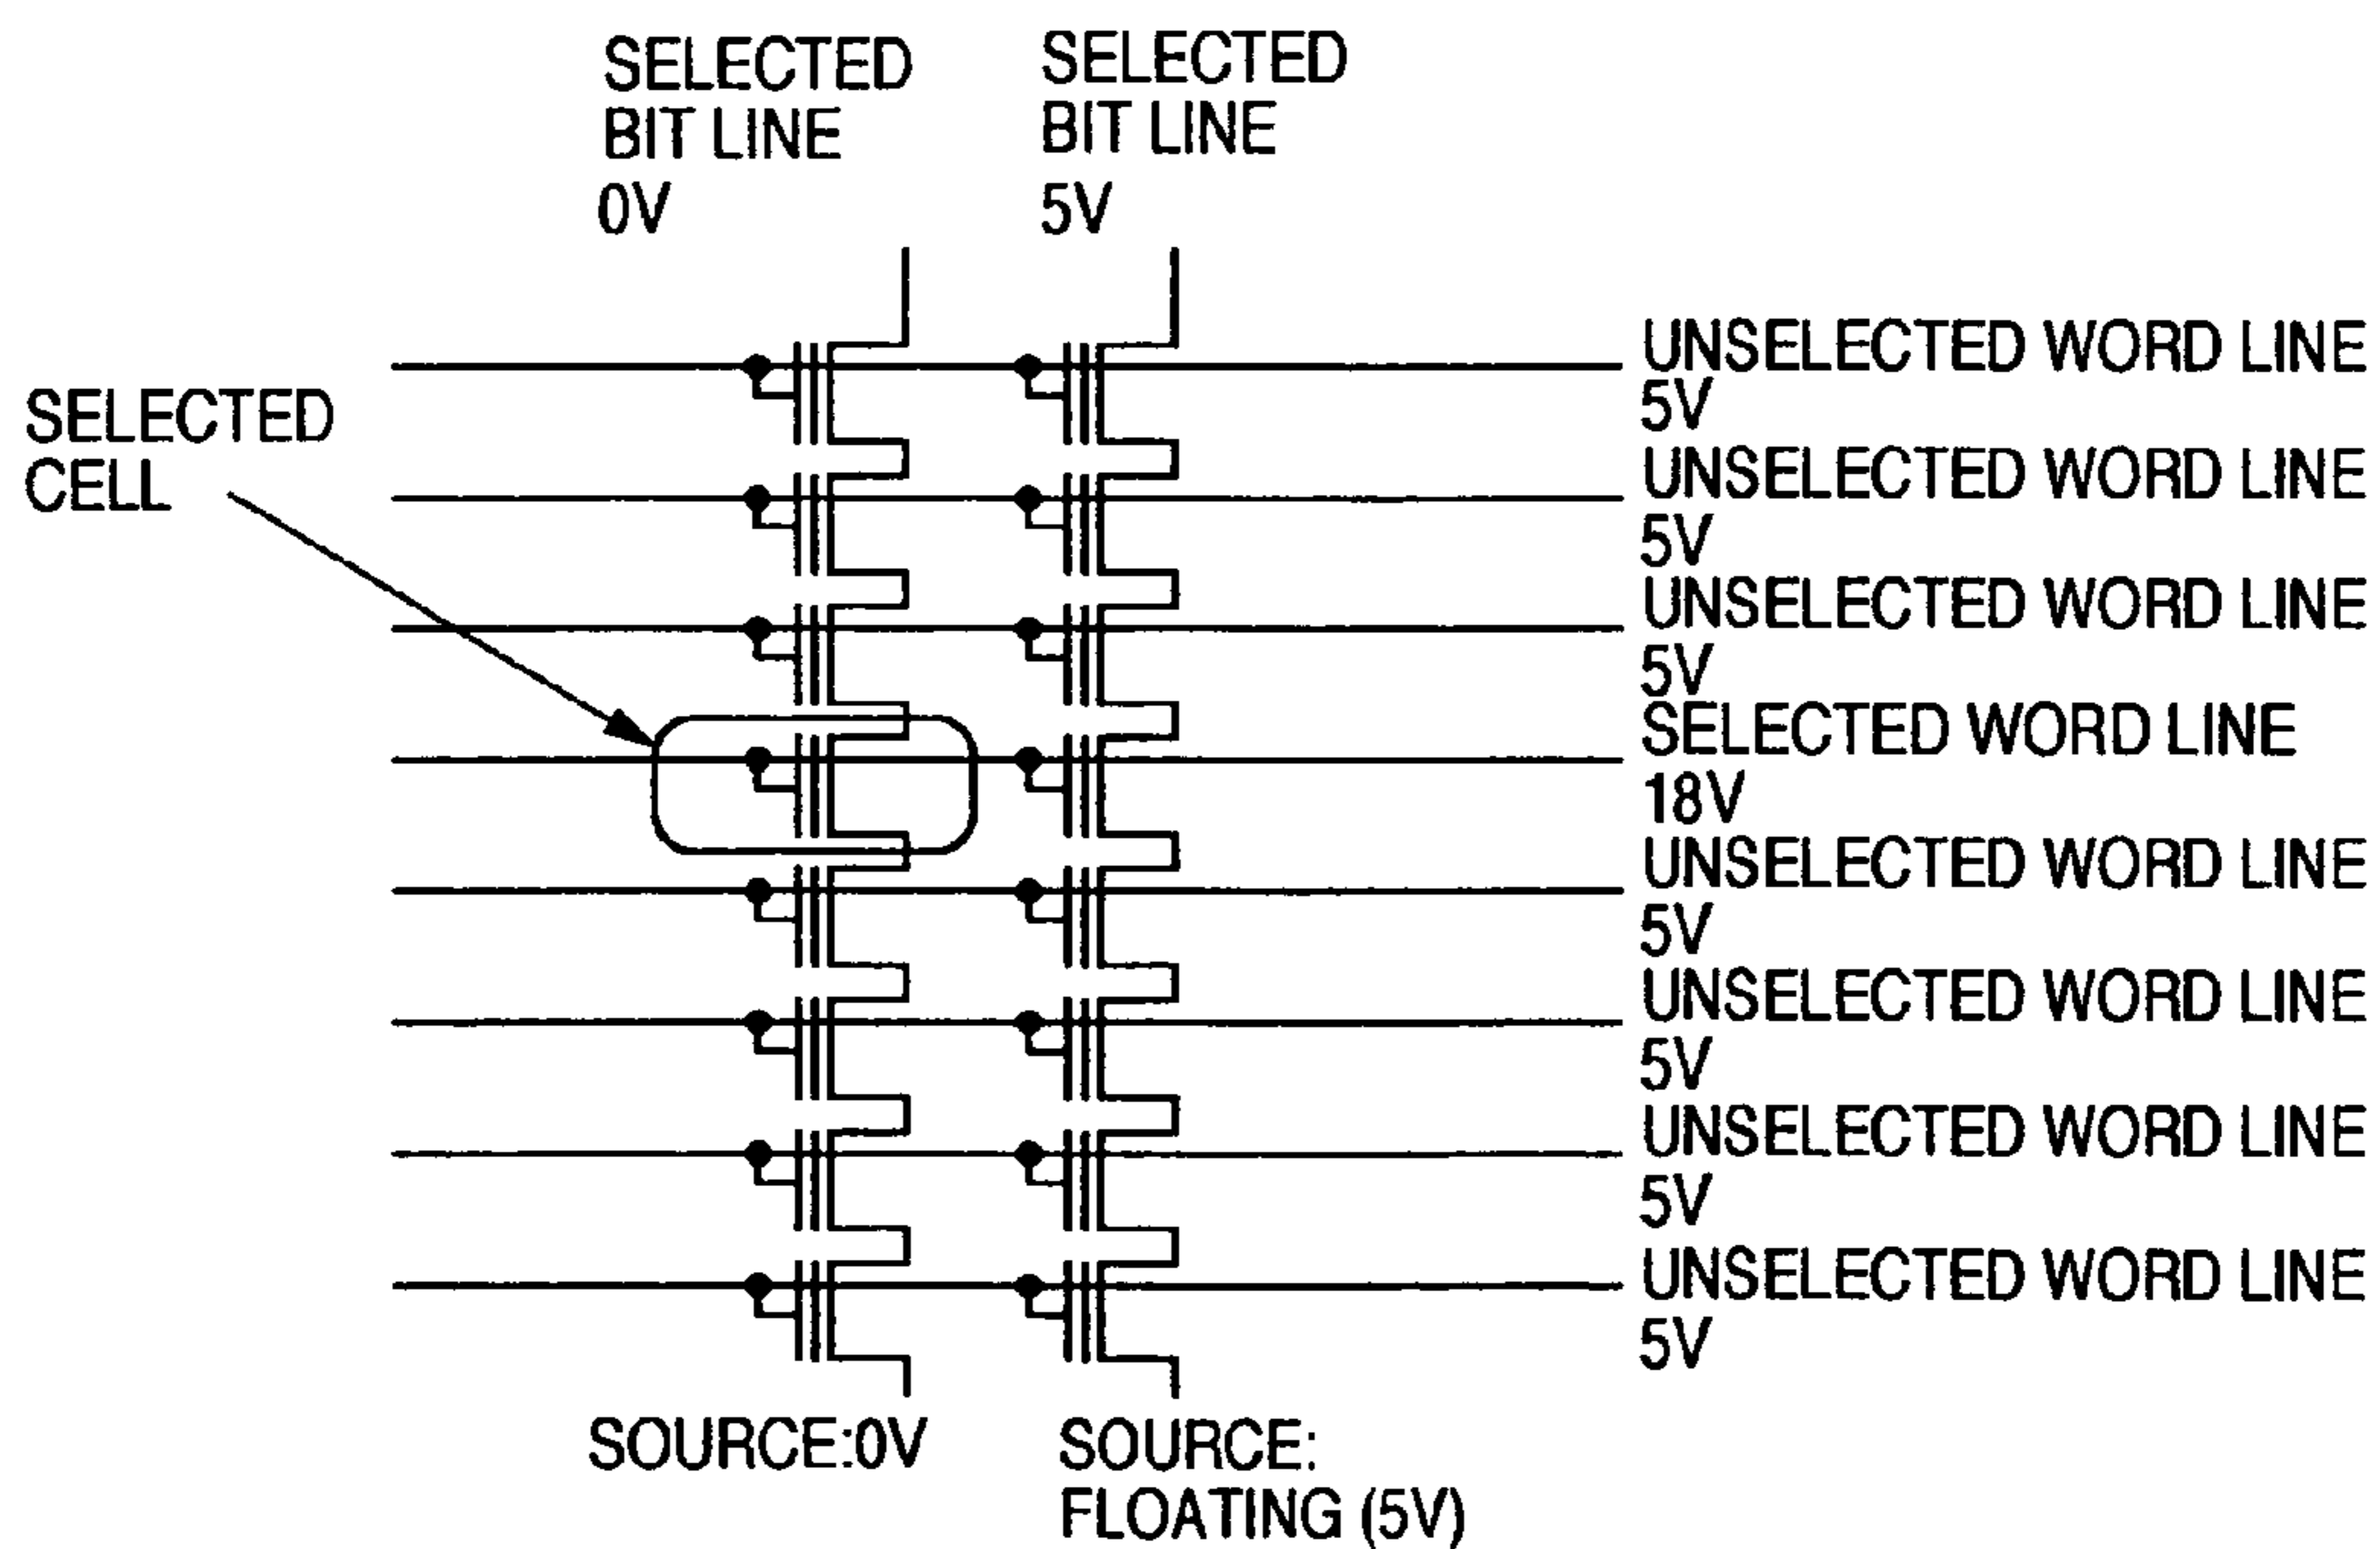 SELECTED
BIT LINE
0V
SELECTED
BIT LINE
5V
SELECTED
CELL
UNSELECTED WORD LINE
5V
UNSELECTED WORD LINE
5V
UNSELECTED WORD LINE
5V
SELECTED WORD LINE
18V
UNSELECTED WORD LINE
5V
UNSELECTED WORD LINE
5V
UNSELECTED WORD LINE
5V
UNSELECTED WORD LINE
5V
SOURCE:0V
SOURCE:
FLOATING (5V)